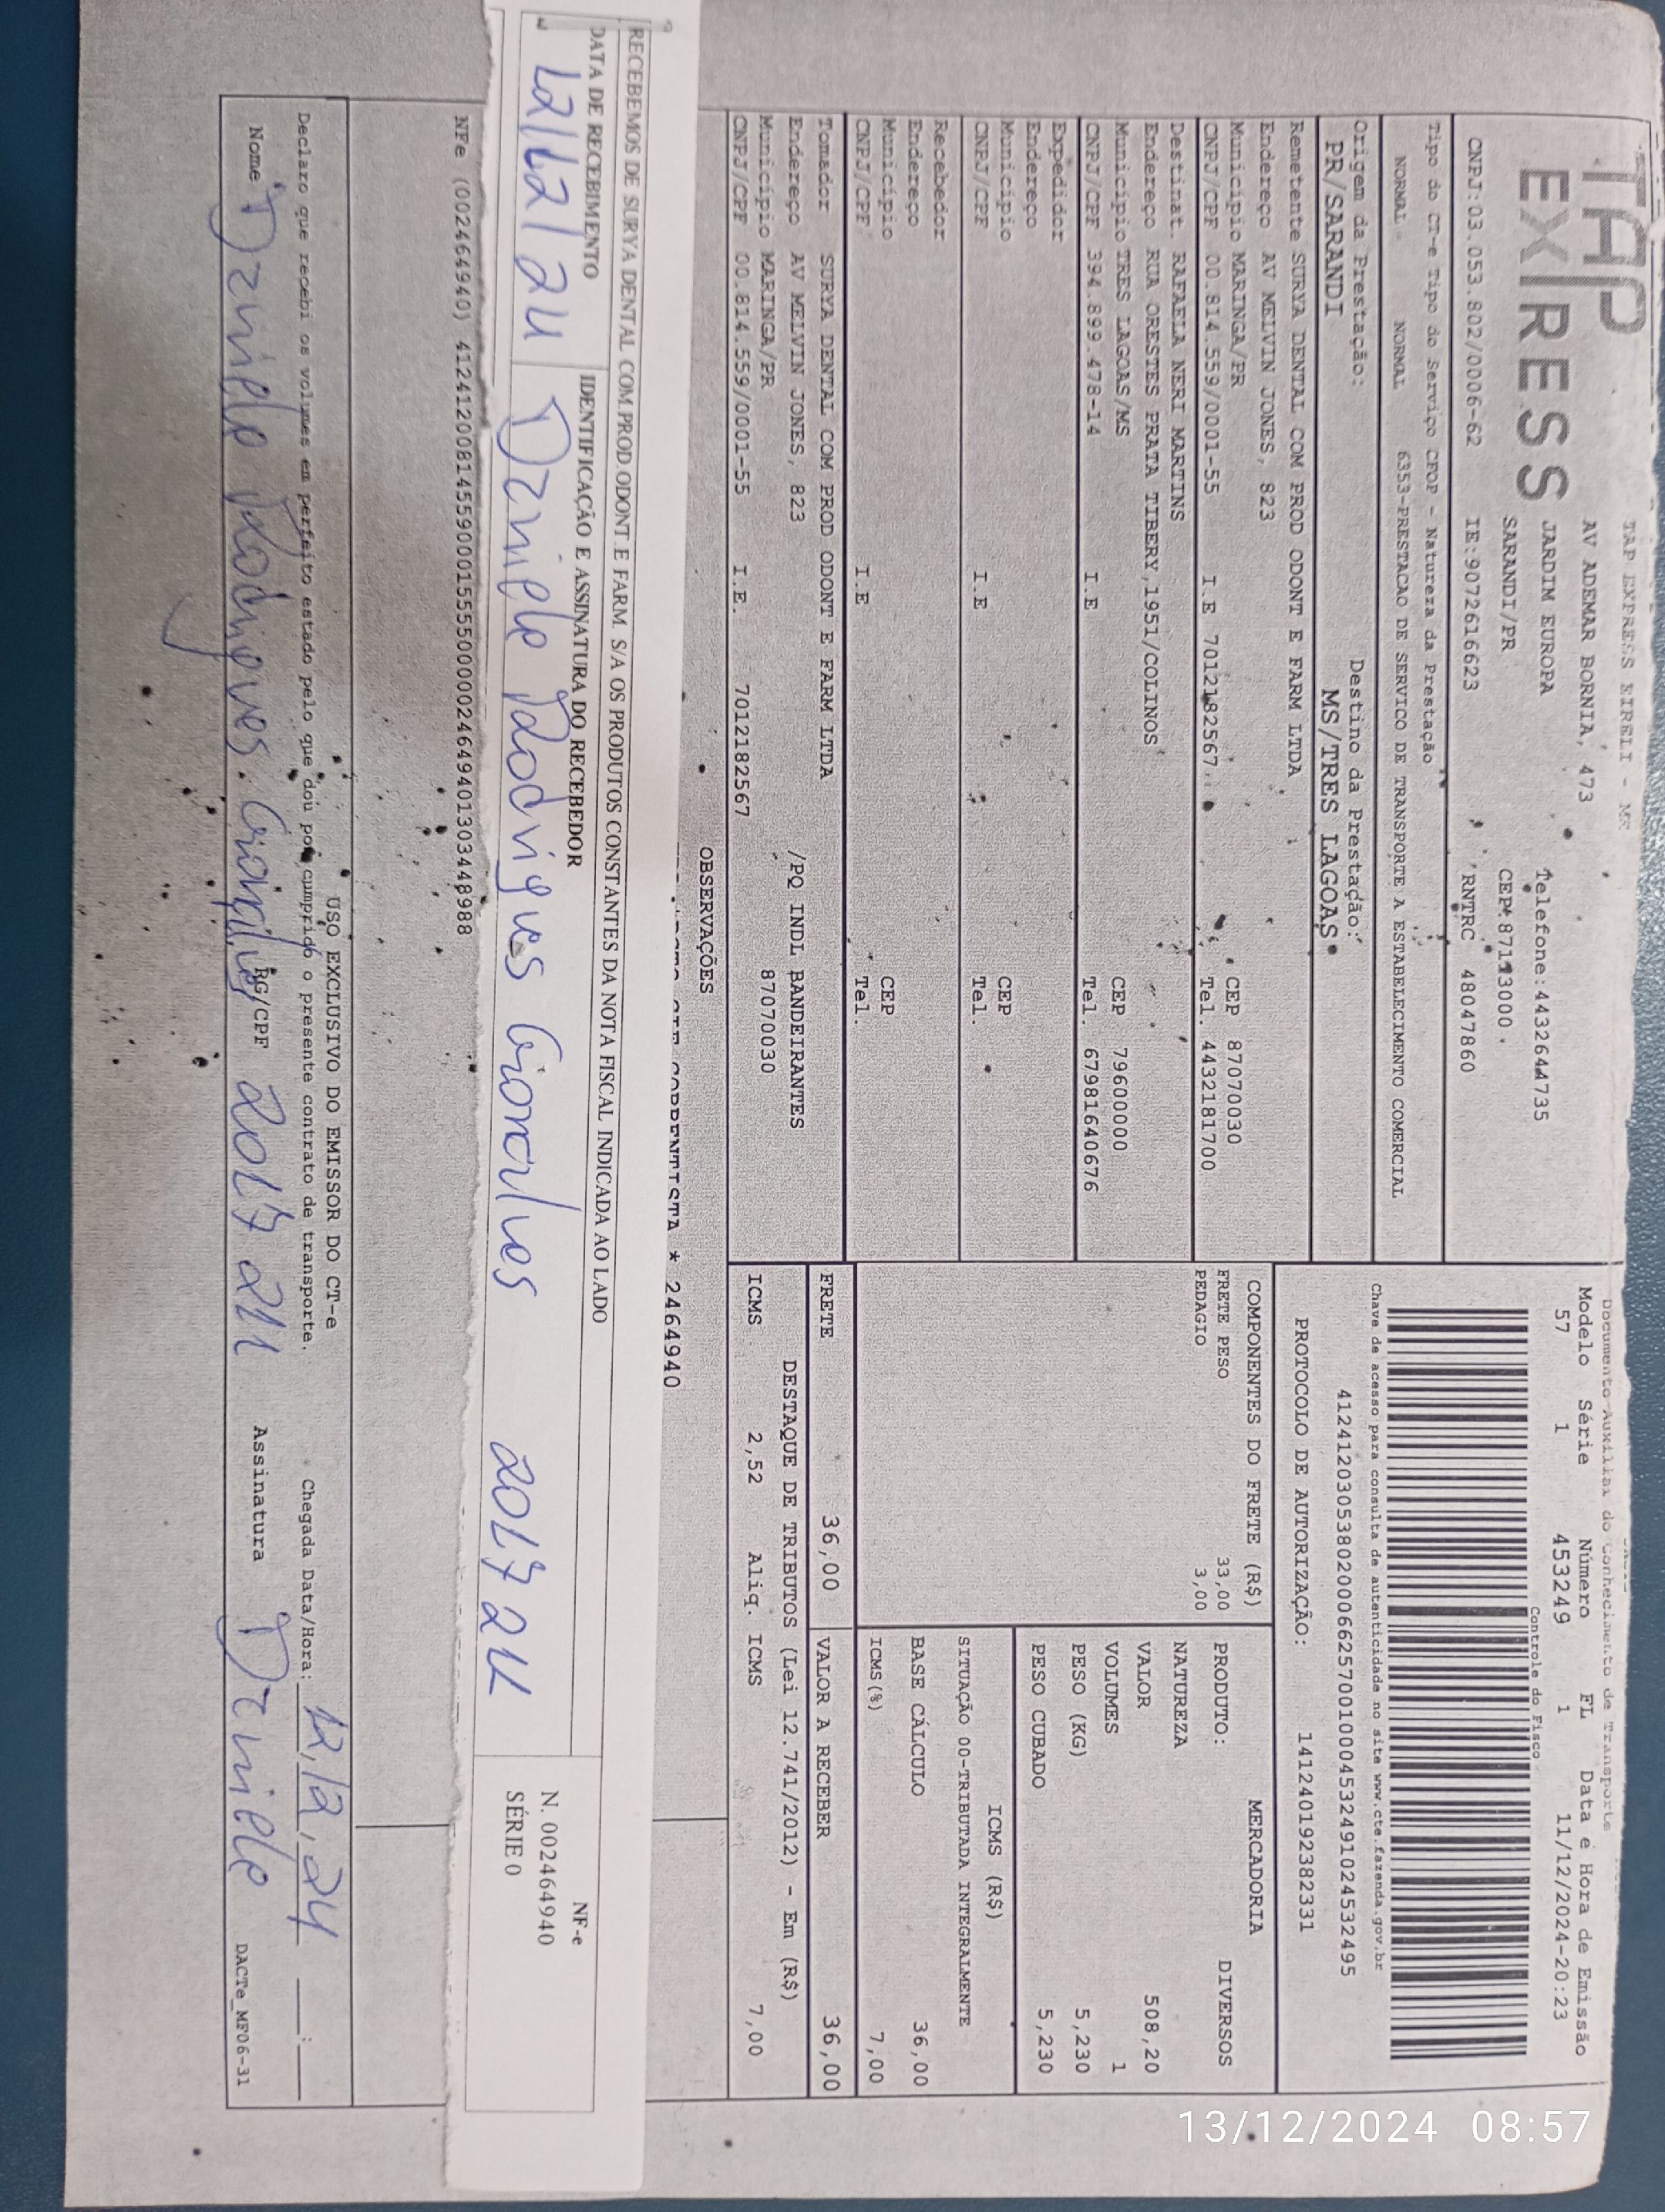 TAP EXPRESS EIRELI - ME
TAP
EXPRESS
AV ADEMAR BORNIA, 473
JARDIM EUROPA
Telefone:4432644735
SARANDI/PR
CEP 87113000
CNPJ:03.053.802/0006-62 IE:9072616623 RNTRC 48047860
Documento Auxiliar do Conhecimento de Transporte
Modelo Série Número FL Data e Hora de Emissão
57 1 453249 1 11/12/2024-20:23
Controle do Fisco
Chave de acesso para consulta de autenticidade no site www.cte.fazenda.gov.br
41241203053802000662570010004532491024532495
PROTOCOLO DE AUTORIZAÇÃO: 141240192382331
Tipo do CT-e Tipo do Serviço CFOP - Natureza da Prestação
NORMAL NORMAL 6353-PRESTACAO DE SERVICO DE TRANSPORTE A ESTABELECIMENTO COMERCIAL
Origem da Prestação: Destino da Prestação:
PR/SARANDI MS/TRES LAGOAS
Remetente SURYA DENTAL COM PROD ODONT E FARM LTDA
Endereço AV MELVIN JONES, 823
Município MARINGA/PR CEP 87070030
CNPJ/CPF 00.814.559/0001-55 I.E 7012182567 Tel. 4432181700
Destinat. RAFAELA NERI MARTINS
Endereço RUA ORESTES PRATA TIBERY,1951/COLINOS
Município TRES LAGOAS/MS CEP 79600000
CNPJ/CPF 394.899.478-14 I.E Tel. 67981640676
Expedidor
Endereço
Município CEP
CNPJ/CPF I.E Tel.
Recebedor
Endereço
Município CEP
CNPJ/CPF I.E Tel.
Tomador SURYA DENTAL COM PROD ODONT E FARM LTDA
Endereço AV MELVIN JONES, 823 /PQ INDL BANDEIRANTES
Município MARINGA/PR 87070030
CNPJ/CPF 00.814.559/0001-55 I.E. 7012182567
COMPONENTES DO FRETE (R$)
FRETE PESO 33,00
PEDAGIO 3,00
MERCADORIA
PRODUTO: DIVERSOS
NATUREZA
VALOR 508,20
VOLUMES 1
PESO (KG) 5,230
PESO CUBADO 5,230
ICMS (R$)
SITUAÇÃO 00-TRIBUTADA INTEGRALMENTE
BASE CÁLCULO 36,00
ICMS(%) 7,00
FRETE 36,00 VALOR A RECEBER 36,00
DESTAQUE DE TRIBUTOS (Lei 12.741/2012) - Em (R$)
ICMS 2,52 Aliq. ICMS 7,00
OBSERVAÇÕES
CORRENTISTA * 24649​40
RECEBEMOS DE SURYA DENTAL COM.PROD.ODONT.E FARM. S/A OS PRODUTOS CONSTANTES DA NOTA FISCAL INDICADA AO LADO
DATA DE RECEBIMENTO IDENTIFICAÇÃO E ASSINATURA DO RECEBEDOR
12/12/24 Daniele Rodrigues Gonçalves 2017211
NF-e
N. 002464940
SÉRIE 0
NFe (002464940) 41241200814559000155550000024649401303448988
USO EXCLUSIVO DO EMISSOR DO CT-e
Declaro que recebi os volumes em perfeito estado pelo que dou por cumprido o presente contrato de transporte. Chegada Data/Hora: 12/12/24 __:__
Nome Daniele Rodrigues Gonçalves RG/CPF 2017211 Assinatura Daniele
DACTe_MF06-31
13/12/2024 08:57